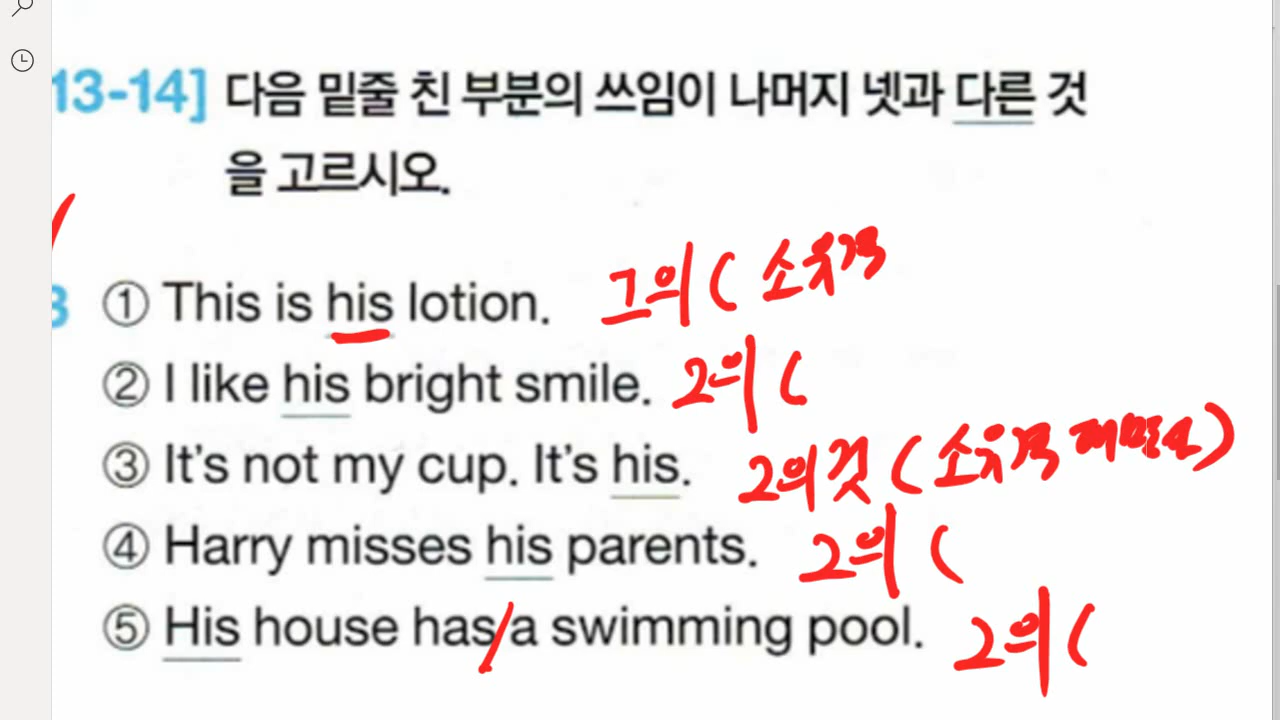 13-14] 다음 밑줄 친 부분의 쓰임이 나머지 넷과 다른 것
을 고르시오.
3 ① This is his lotion. 그의 ( 소유격
② I like his bright smile. 그의 (
③ It's not my cup. It's his. 그의 것 ( 소유격 대명사 )
④ Harry misses his parents. 그의 (
⑤ His house has / a swimming pool. 그의 (